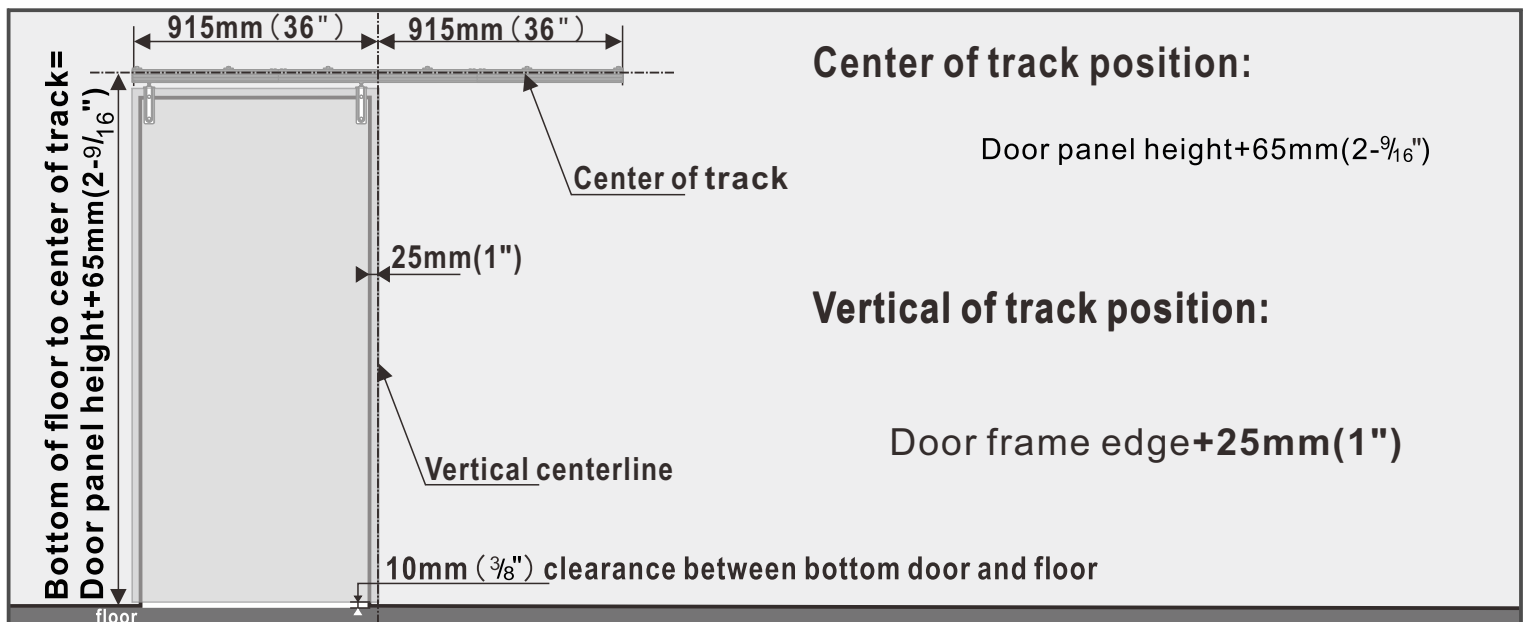 915mm（36"）
915mm（36"）
Center of track position:
Bottom of floor to center of track=
Door panel height+65mm(2-9/16")
Door panel height+65mm(2-9/16")
Center of track
25mm(1")
Vertical of track position:
Door frame edge+25mm(1")
Vertical centerline
10mm（3/8"）clearance between bottom door and floor
floor